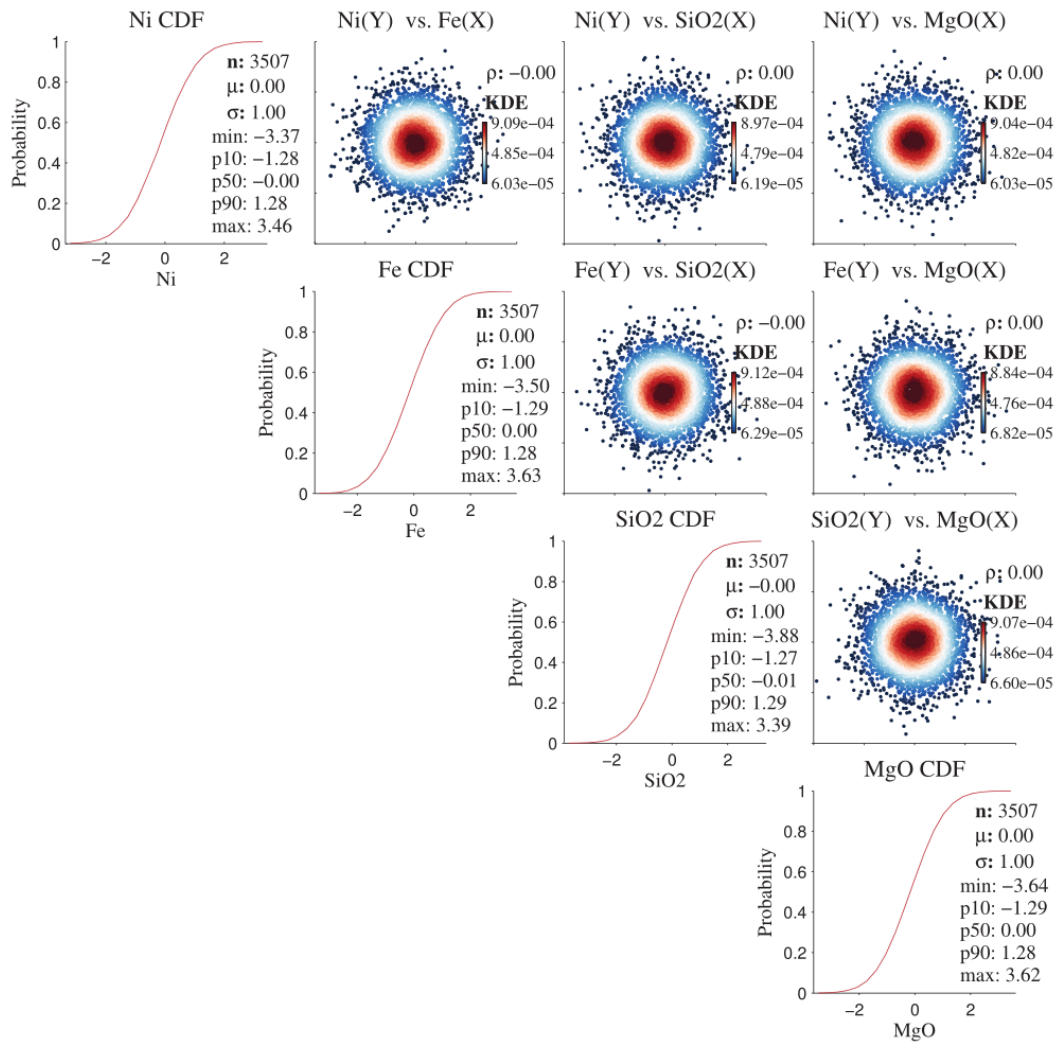 Ni CDF
Ni(Y) vs. Fe(X)
Ni(Y) vs. SiO2(X)
Ni(Y) vs. MgO(X)
Probability
1
0.8
0.6
0.4
0.2
0
n: 3507
μ: 0.00
σ: 1.00
min: −3.37
p10: −1.28
p50: −0.00
p90: 1.28
max: 3.46
−2
0
2
Ni
ρ: −0.00
KDE
9.09e−04
4.85e−04
6.03e−05
ρ: 0.00
KDE
8.97e−04
4.79e−04
6.19e−05
ρ: 0.00
KDE
9.04e−04
4.82e−04
6.03e−05
Fe CDF
Fe(Y) vs. SiO2(X)
Fe(Y) vs. MgO(X)
Probability
1
0.8
0.6
0.4
0.2
0
n: 3507
μ: 0.00
σ: 1.00
min: −3.50
p10: −1.29
p50: 0.00
p90: 1.28
max: 3.63
−2
0
2
Fe
ρ: −0.00
KDE
9.12e−04
4.88e−04
6.29e−05
ρ: 0.00
KDE
8.84e−04
4.76e−04
6.82e−05
SiO2 CDF
SiO2(Y) vs. MgO(X)
Probability
1
0.8
0.6
0.4
0.2
0
n: 3507
μ: −0.00
σ: 1.00
min: −3.88
p10: −1.27
p50: −0.01
p90: 1.29
max: 3.39
−2
0
2
SiO2
ρ: 0.00
KDE
9.07e−04
4.86e−04
6.60e−05
MgO CDF
Probability
1
0.8
0.6
0.4
0.2
0
n: 3507
μ: 0.00
σ: 1.00
min: −3.64
p10: −1.29
p50: 0.00
p90: 1.28
max: 3.62
−2
0
2
MgO